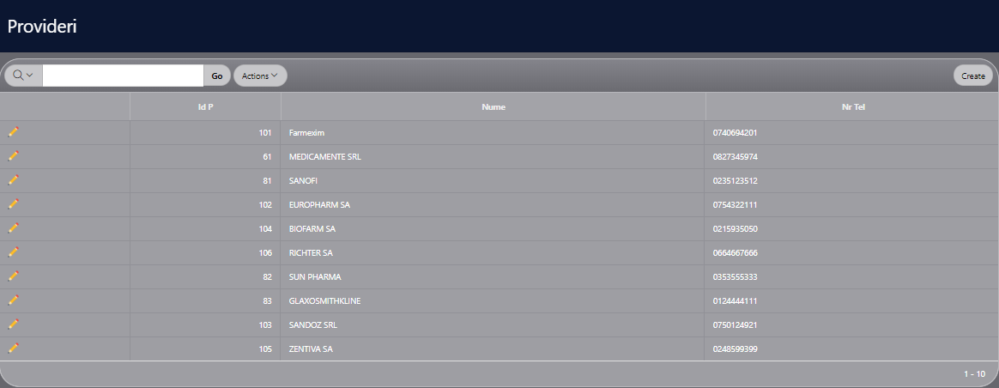 Provideri
Go Actions Create
Id P Nume Nr Tel
101 Farmexim 0740694201
61 MEDICAMENTE SRL 0827345974
81 SANOFI 0235123512
102 EUROPHARM SA 0754322111
104 BIOFARM SA 0215935050
106 RICHTER SA 0664667666
82 SUN PHARMA 0353555333
83 GLAXOSMITHKLINE 0124444111
103 SANDOZ SRL 0750124921
105 ZENTIVA SA 0248599399
1 - 10